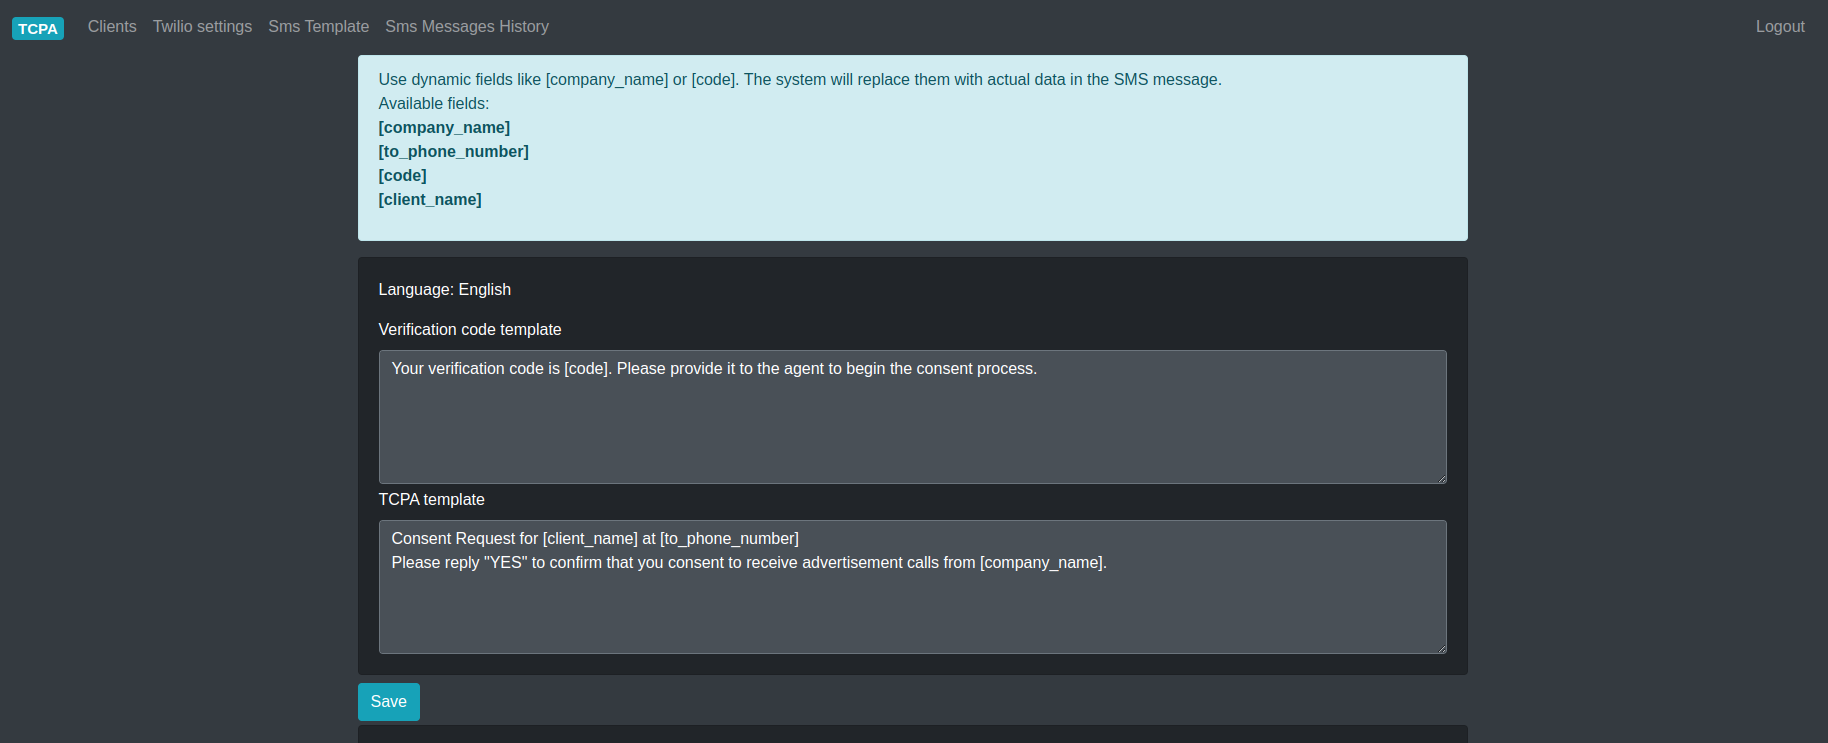 TCPA Clients Twilio settings Sms Template Sms Messages History Logout
Use dynamic fields like [company_name] or [code]. The system will replace them with actual data in the SMS message.
Available fields:
[company_name]
[to_phone_number]
[code]
[client_name]
Language: English
Verification code template
Your verification code is [code]. Please provide it to the agent to begin the consent process.
TCPA template
Consent Request for [client_name] at [to_phone_number]
Please reply "YES" to confirm that you consent to receive advertisement calls from [company_name].
Save